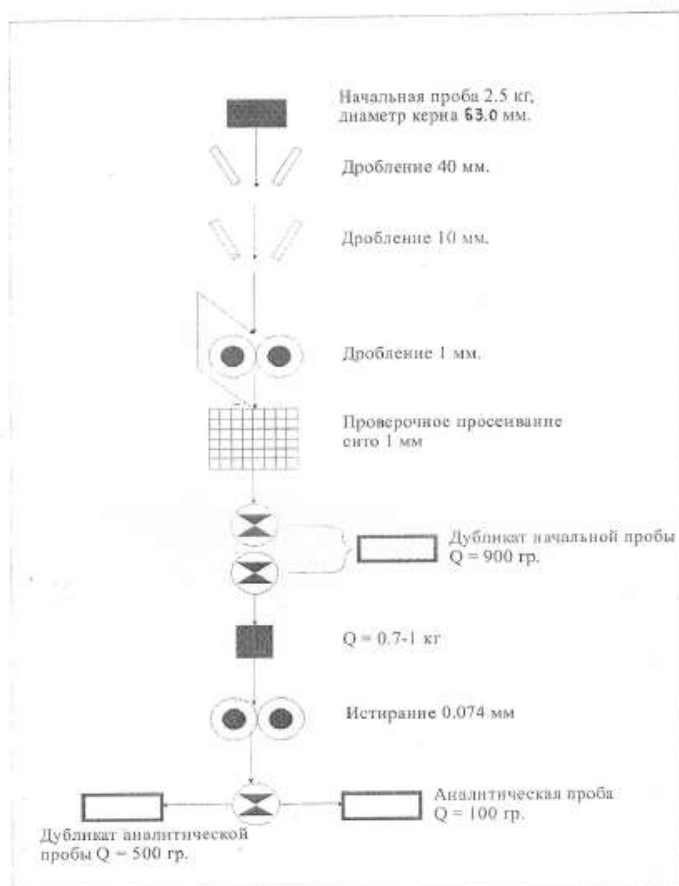 Начальная проба 2.5 кг,
диаметр керна 63.0 мм.
Дробление 40 мм.
Дробление 10 мм.
Дробление 1 мм.
Проверочное просеивание
сито 1 мм
Дубликат начальной пробы
Q = 900 гр.
Q = 0.7-1 кг
Истирание 0.074 мм
Аналитическая проба
Q = 100 гр.
Дубликат аналитической
пробы Q = 500 гр.